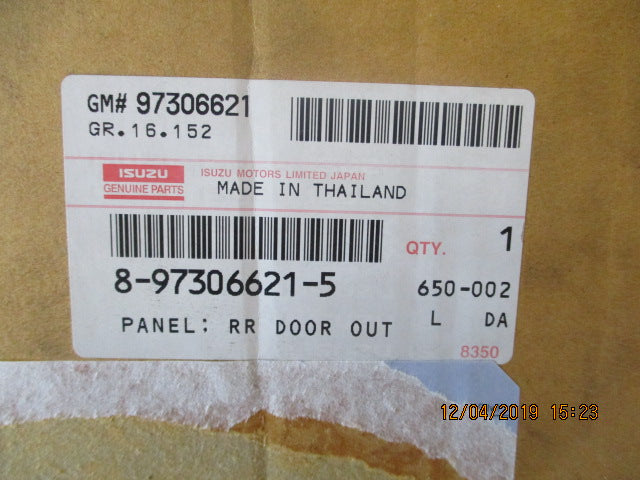 GM# 97306621
GR.16.152
ISUZU
GENUINE PARTS
ISUZU MOTORS LIMITED JAPAN
MADE IN THAILAND
QTY. 1
8-97306621-5 650-002
PANEL: RR DOOR OUT L DA
8350
12/04/2019 15:23